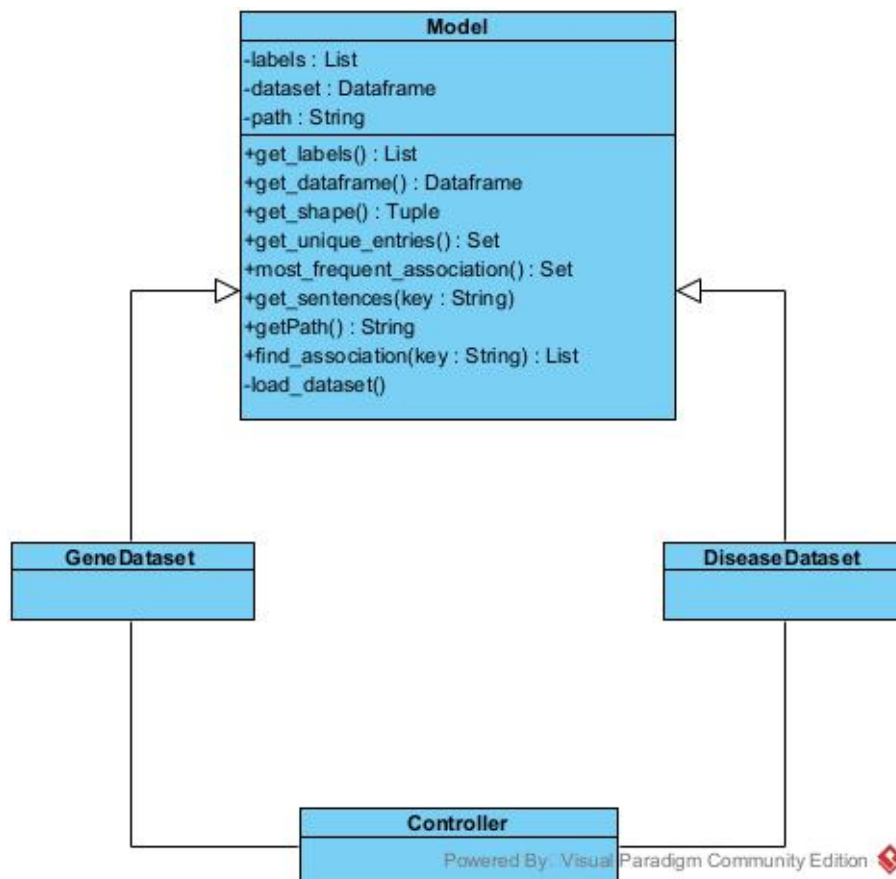 Model
-labels : List
-dataset : Dataframe
-path : String
+get_labels() : List
+get_dataframe() : Dataframe
+get_shape() : Tuple
+get_unique_entries() : Set
+most_frequent_association() : Set
+get_sentences(key : String)
+getPath() : String
+find_association(key : String) : List
-load_dataset()
GeneDataset
DiseaseDataset
Controller
Powered By: Visual Paradigm Community Edition